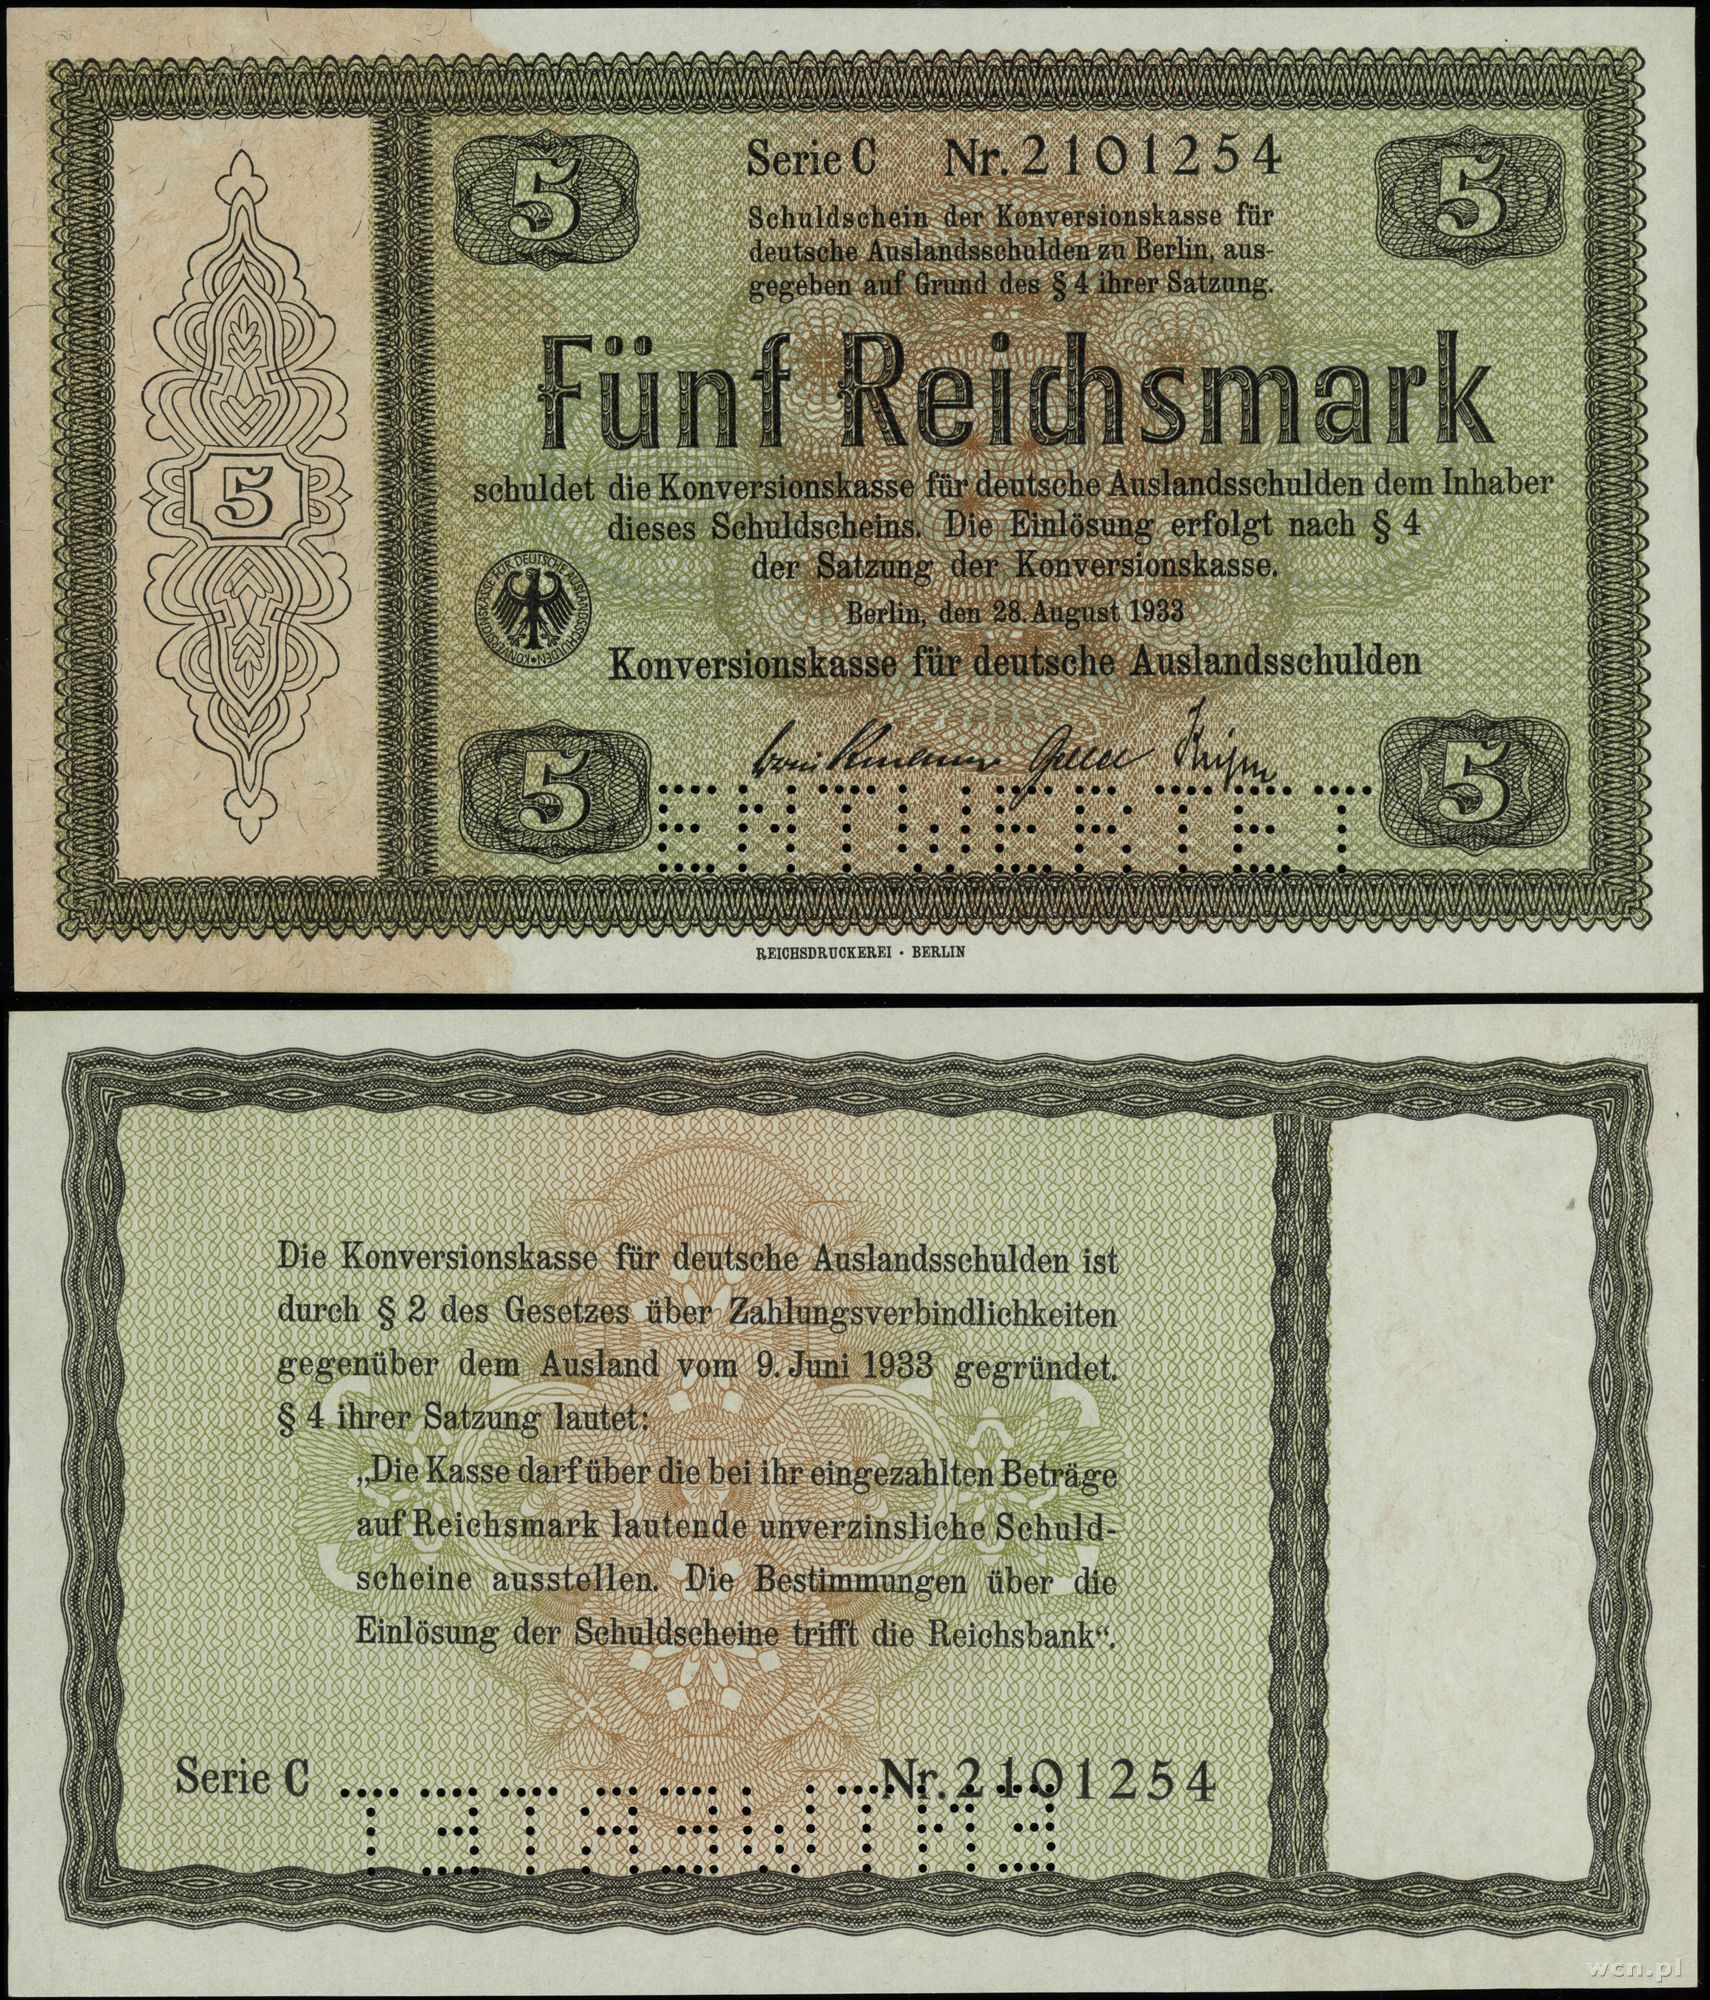 5
5
Serie C Nr. 2101254
Schuldschein der Konversionskasse für
deutsche Auslandsschulden zu Berlin, aus-
gegeben auf Grund des § 4 ihrer Satzung.
Fünf Reichsmark
5
schuldet die Konversionskasse für deutsche Auslandsschulden dem Inhaber
dieses Schuldscheins. Die Einlösung erfolgt nach § 4
der Satzung der Konversionskasse.
KONVERSIONSKASSE FÜR DEUTSCHE AUSLANDSSCHULDEN
Berlin, den 28. August 1933
Konversionskasse für deutsche Auslandsschulden
5
5
ENTWERTET
REICHSDRUCKEREI · BERLIN
Die Konversionskasse für deutsche Auslandsschulden ist
durch § 2 des Gesetzes über Zahlungsverbindlichkeiten
gegenüber dem Ausland vom 9. Juni 1933 gegründet.
§ 4 ihrer Satzung lautet:
„Die Kasse darf über die bei ihr eingezahlten Beträge
auf Reichsmark lautende unverzinsliche Schuld-
scheine ausstellen. Die Bestimmungen über die
Einlösung der Schuldscheine trifft die Reichsbank“.
Serie C Nr. 2101254
ENTWERTET
wcn.pl